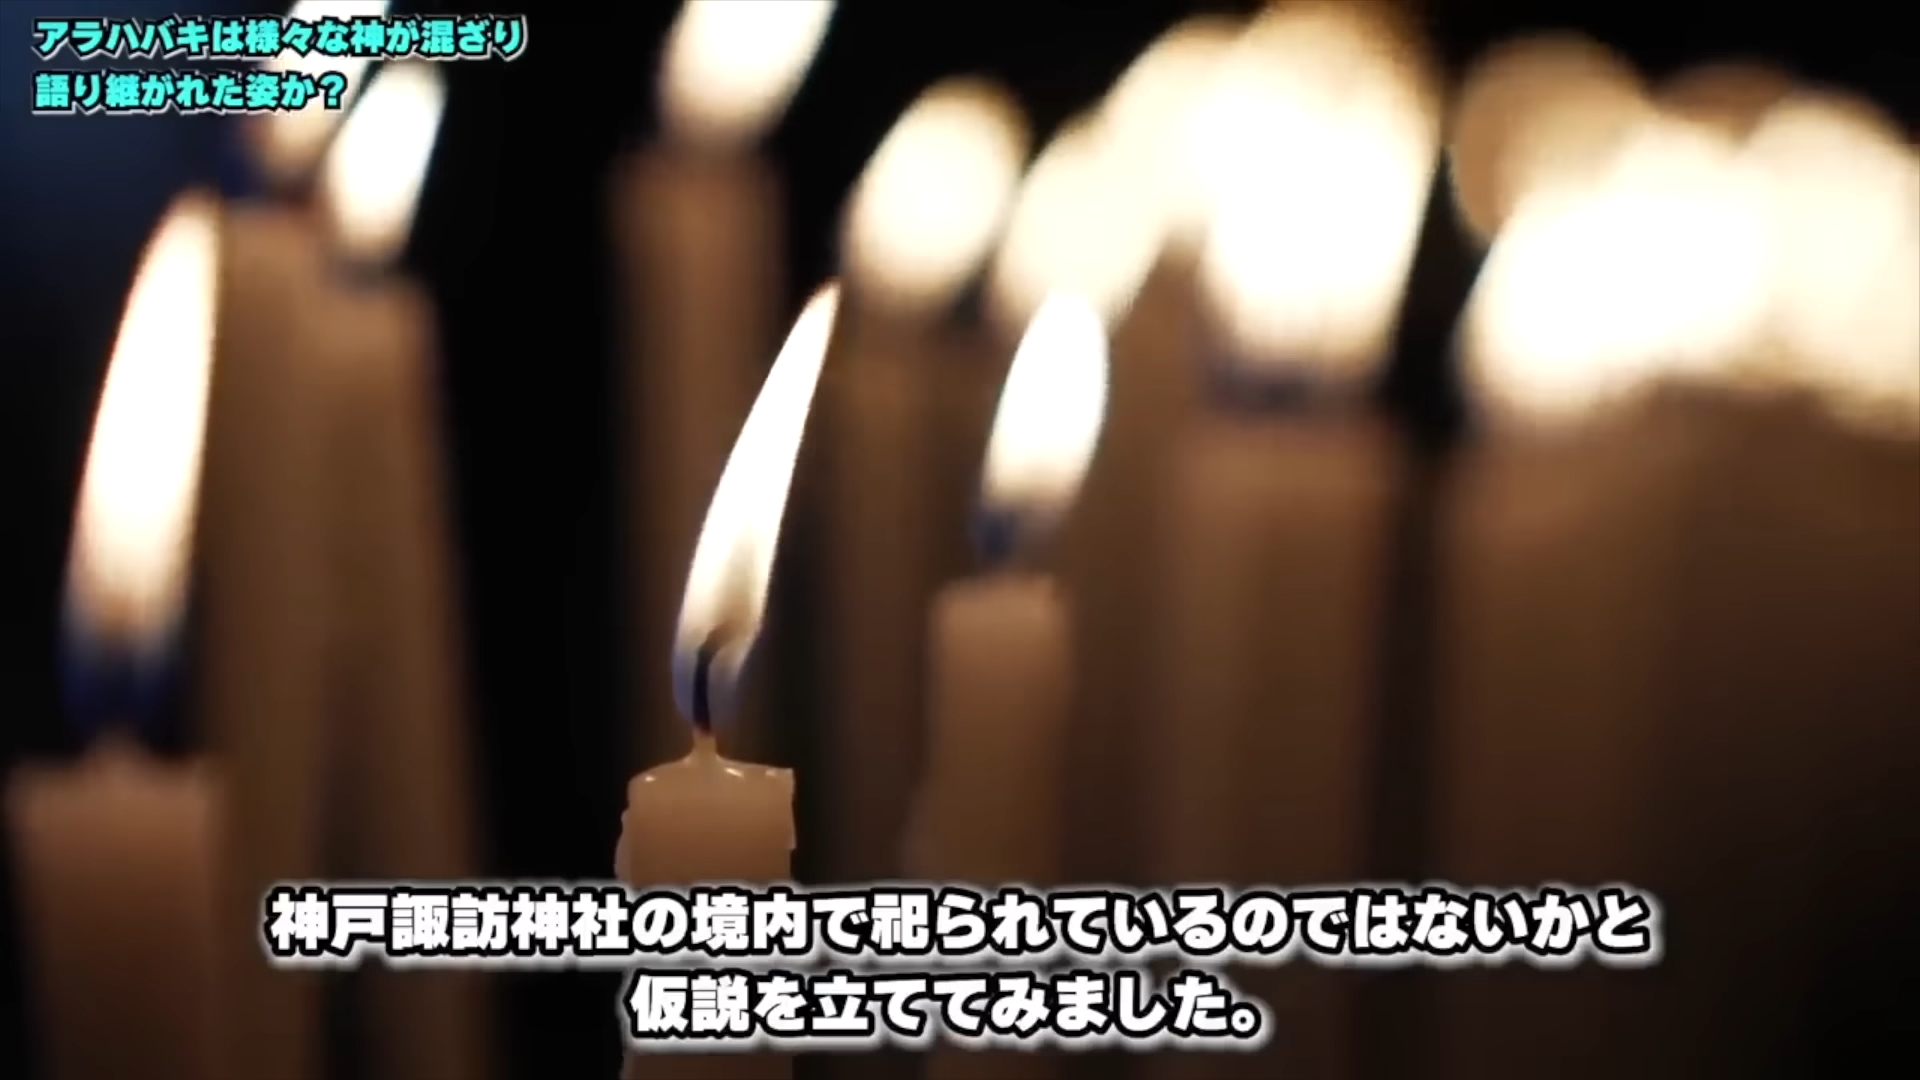 アラハバキは様々な神が混ざり
語り継がれた姿か？
神戸諏訪神社の境内で祀られているのではないかと
仮説を立ててみました。